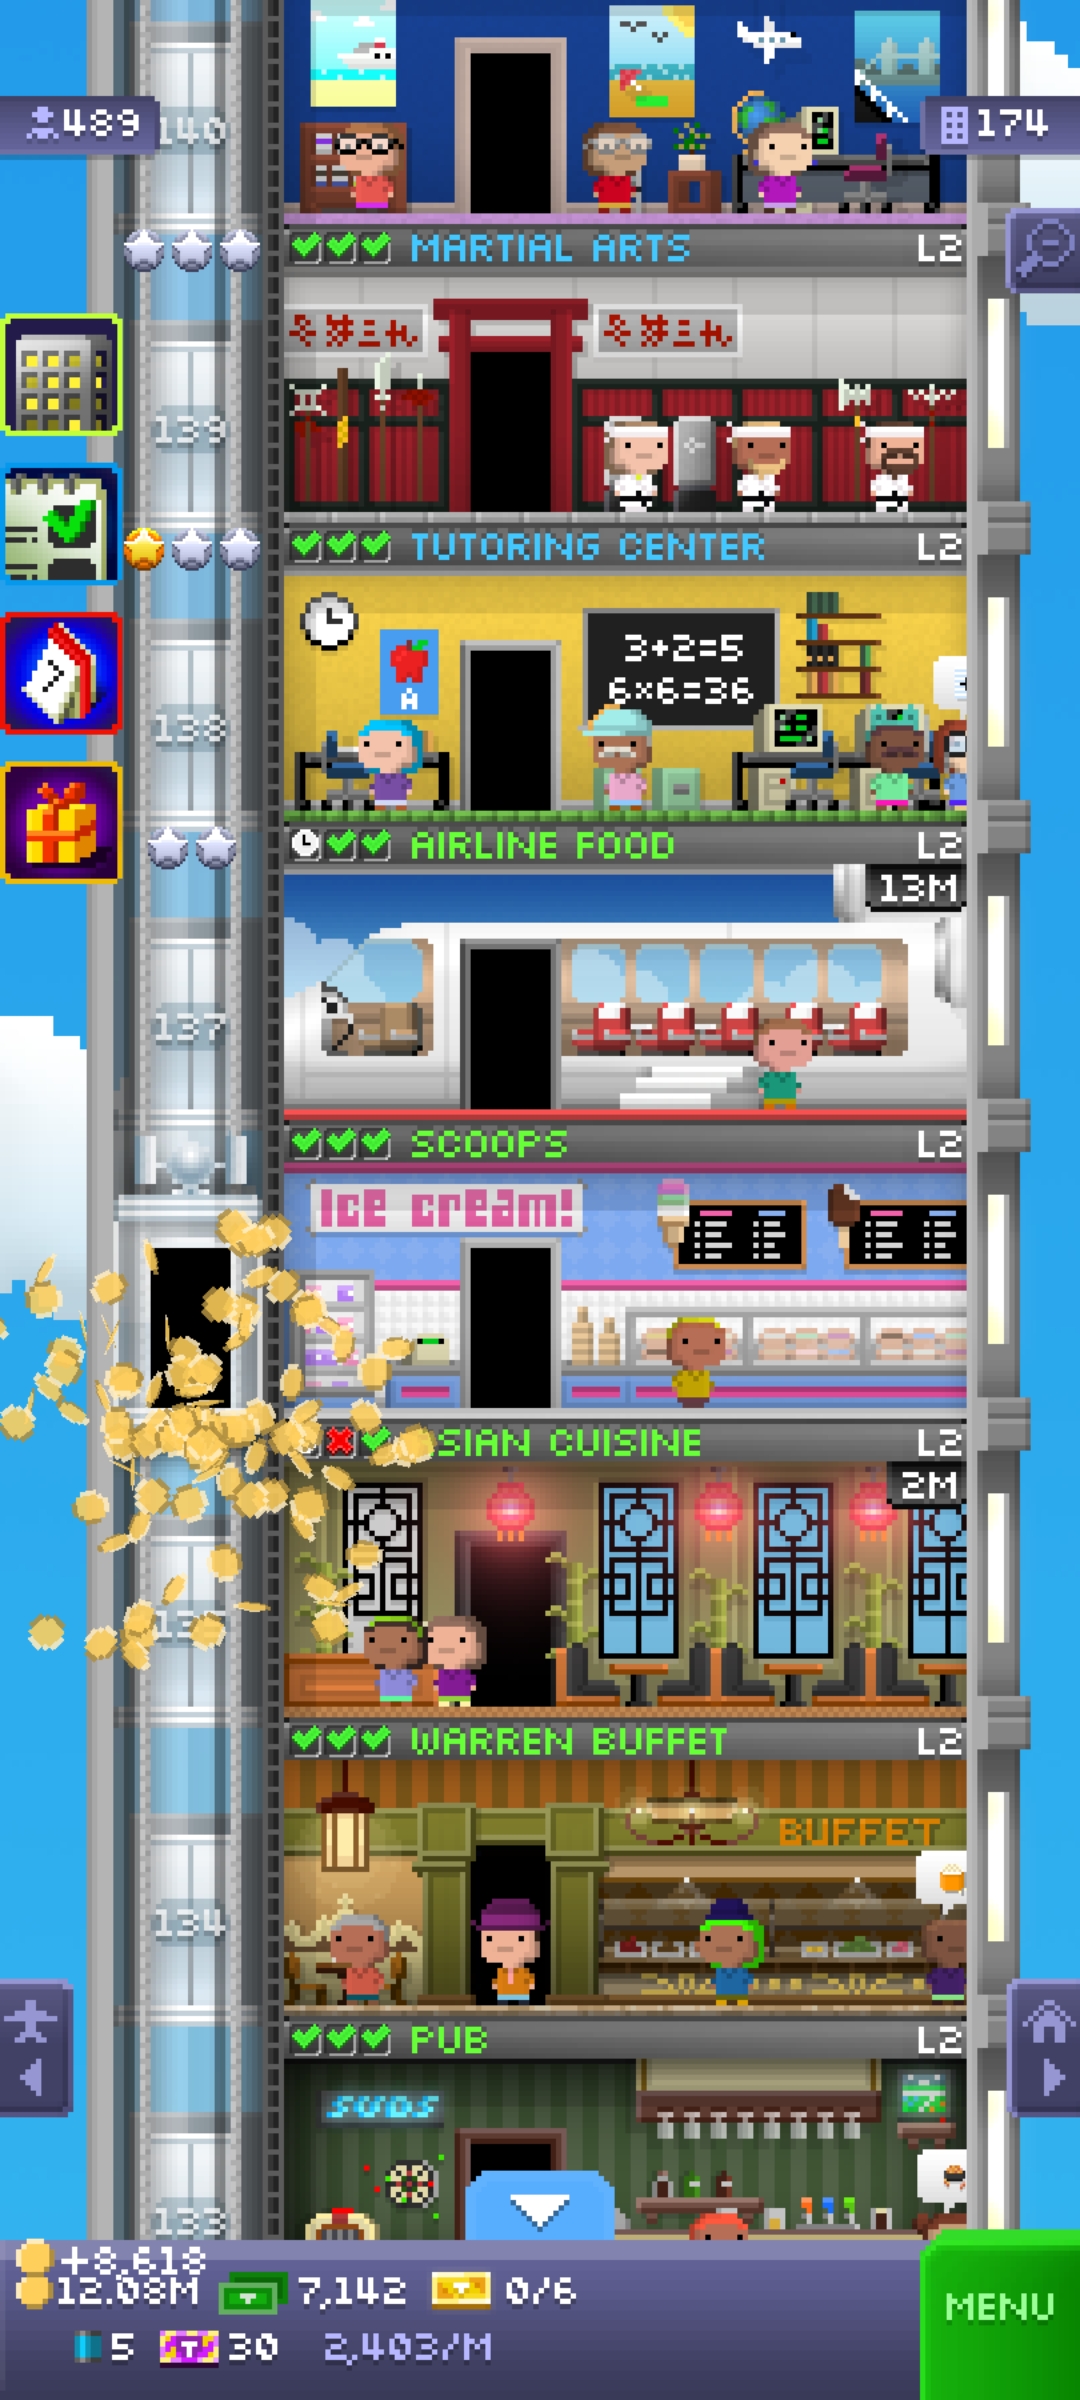 489
140
174
MARTIAL ARTS L2
139
TUTORING CENTER L2
3+2=5
6×6=36
A
138
AIRLINE FOOD L2
13M
137
SCOOPS L2
Ice cream!
SIAN CUISINE L2
2M
WARREN BUFFET L2
BUFFET
134
PUB L2
SUDS
133
+8,618
12.08M 7,142 0/6
MENU
5 T 30 2,403/M